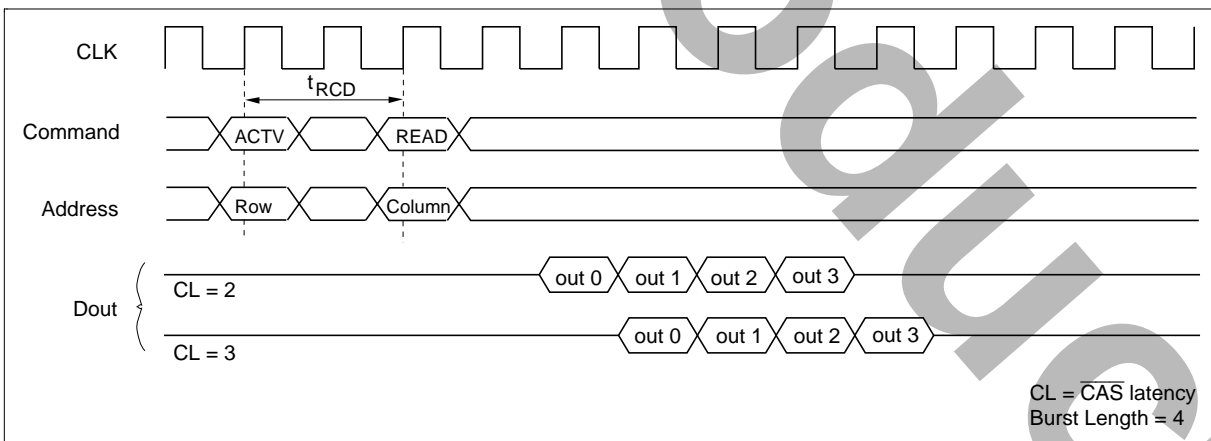 CLK
tRCD
Command
ACTV
READ
Address
Row
Column
Dout
CL = 2
out 0
out 1
out 2
out 3
CL = 3
out 0
out 1
out 2
out 3
CL = C̅A̅S̅ latency
Burst Length = 4